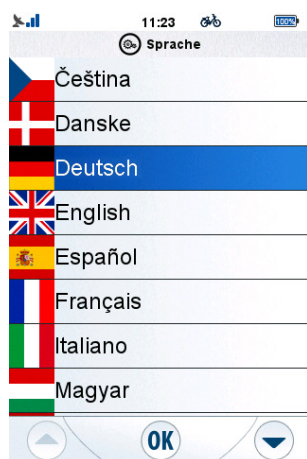 11:23
100%
Sprache
Čeština
Danske
Deutsch
English
Español
Français
Italiano
Magyar
OK